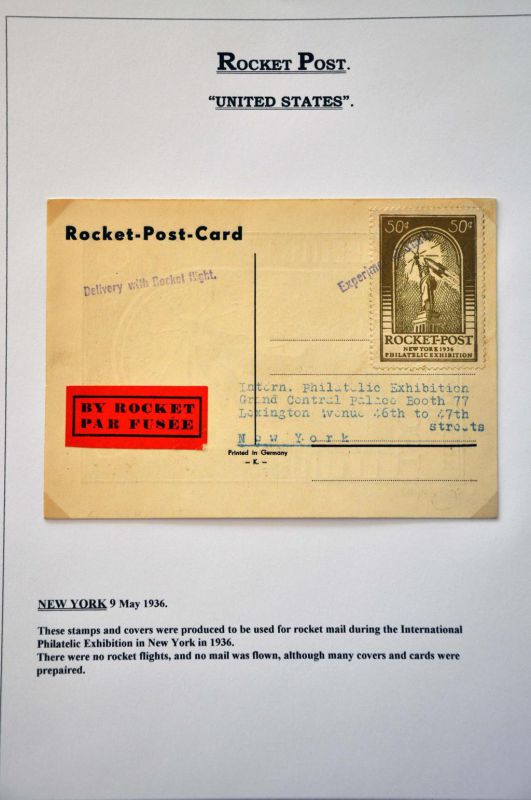 ROCKET POST.
"UNITED STATES".
Rocket-Post-Card
50¢ 50¢
Delivery with Rocket flight.
ROCKET-POST
NEW YORK 1936
PHILATELIC EXHIBITION
Intern. Philatelic Exhibition
Grand Central Palace Booth 77
Lexington Avenue 46th to 47th
streets
New York
BY ROCKET
PAR FUSÉE
Printed in Germany
- K. -
NEW YORK 9 May 1936.
These stamps and covers were produced to be used for rocket mail during the International
Philatelic Exhibition in New York in 1936.
There were no rocket flights, and no mail was flown, although many covers and cards were
prepaired.